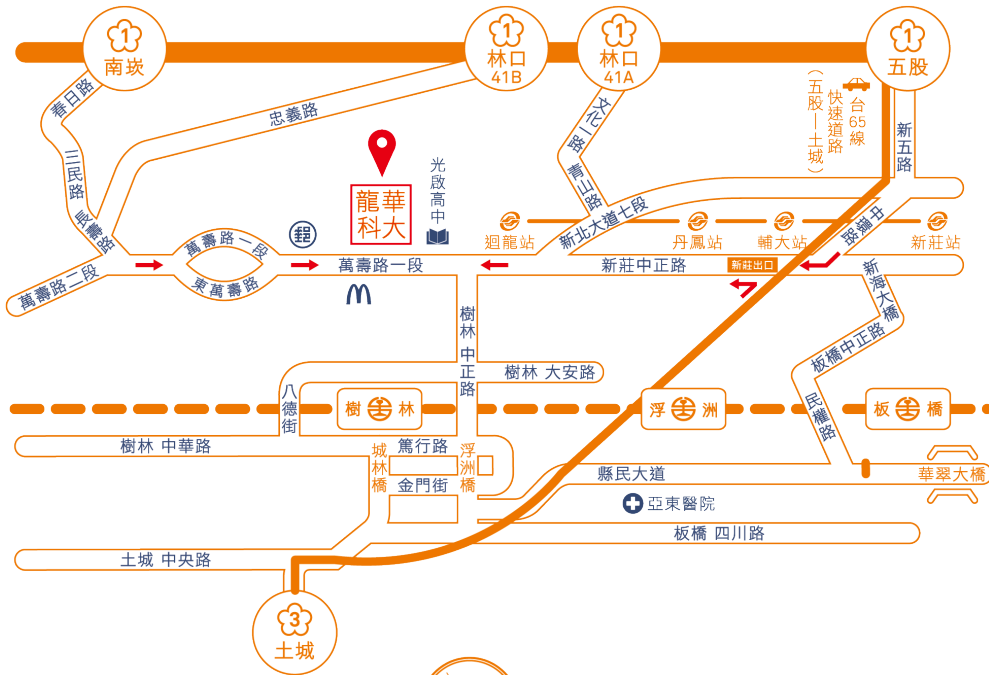 1
南崁
1
林口
41B
1
林口
41A
1
五股
春日路
忠義路
文化一路
青山路
台65線
快速道路
（五股—土城）
新五路
三民路
長壽路
龍華
科大
光啟高中
郵
迴龍站
丹鳳站
輔大站
新莊站
新北大道七段
中環路
萬壽路二段
萬壽路一段
東萬壽路
萬壽路一段
新莊中正路
新莊出口
新海大橋
樹林 中正路
板橋中正路
樹林 大安路
八德街
民權路
樹林
浮洲
板橋
樹林 中華路
城林橋
篤行路
浮洲橋
金門街
縣民大道
華翠大橋
亞東醫院
板橋 四川路
土城 中央路
3
土城